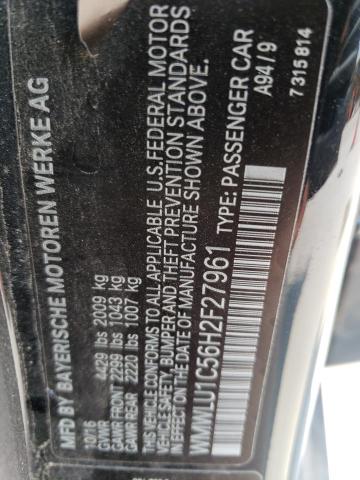 MFD BY BAYERISCHE MOTOREN WERKE AG
10/16
GVWR 4429 lbs 2009 kg
GAWR FRONT 2299 lbs 1043 kg
GAWR REAR 2220 lbs 1007 kg
THIS VEHICLE CONFORMS TO ALL APPLICABLE U.S.FEDERAL MOTOR
VEHICLE SAFETY, BUMPER AND THEFT PREVENTION STANDARDS
IN EFFECT ON THE DATE OF MANUFACTURE SHOWN ABOVE.
WMWLU1C56H2F27961 TYPE: PASSENGER CAR
A94 / 9
7 315 814